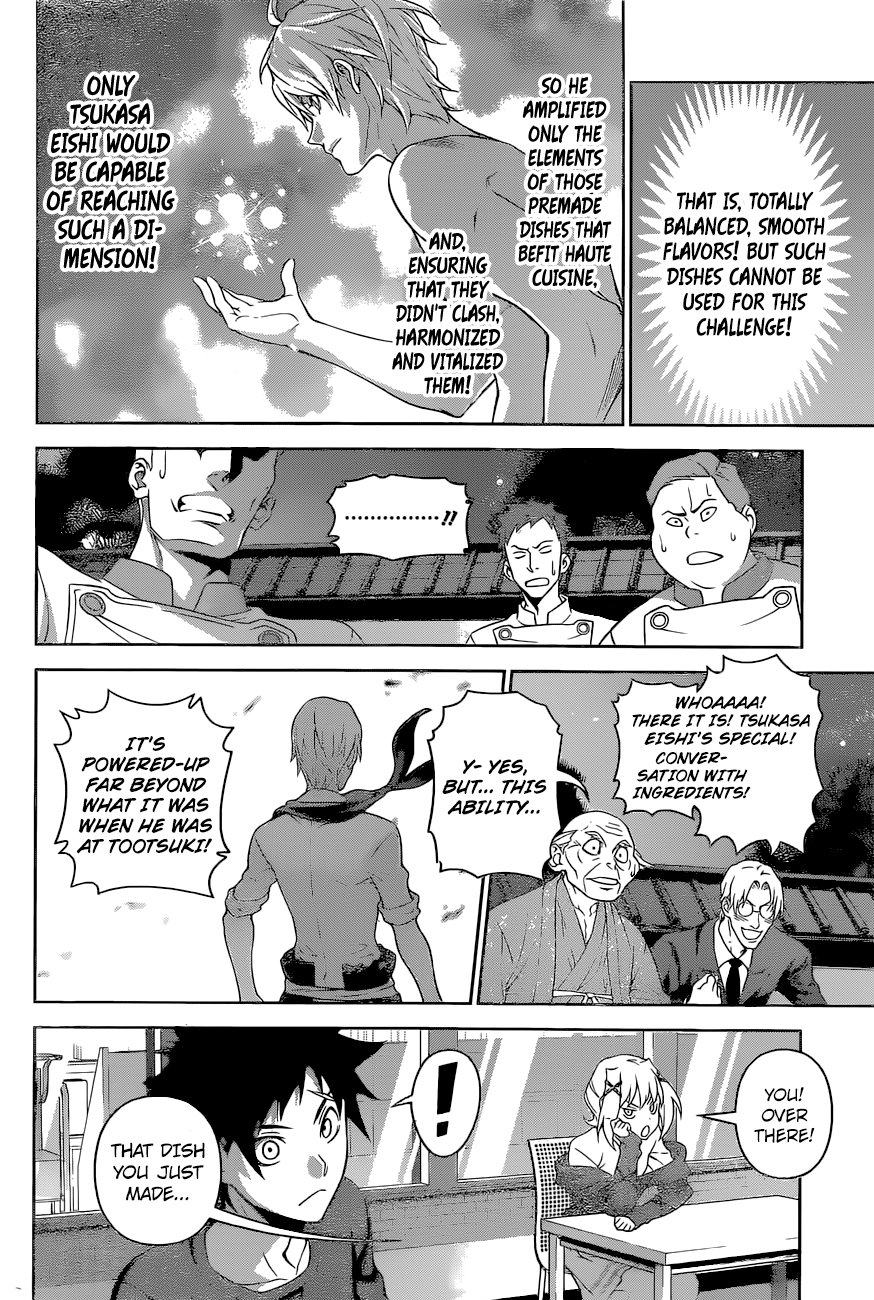 THAT IS, TOTALLY
BALANCED, SMOOTH
FLAVORS! BUT SUCH
DISHES CANNOT BE
USED FOR THIS
CHALLENGE!
SO HE
AMPLIFIED
ONLY THE
ELEMENTS
OF THOSE
PREMADE
DISHES THAT
BEFIT HAUTE
CUISINE,
AND,
ENSURING
THAT THEY
DIDN'T CLASH,
HARMONIZED
AND VITALIZED
THEM!
ONLY
TSUKASA
EISHI WOULD
BE CAPABLE
OF REACHING
SUCH A DI-
MENSION!
..................!!
WHOAAAA!
THERE IT IS! TSUKASA
EISHI'S SPECIAL!
CONVER-
SATION WITH
INGREDIENTS!
Y- YES,
BUT... THIS
ABILITY...
IT'S
POWERED-UP
FAR BEYOND
WHAT IT WAS
WHEN HE WAS
AT TOOTSUKI!
YOU!
OVER
THERE!
!
THAT DISH
YOU JUST
MADE...